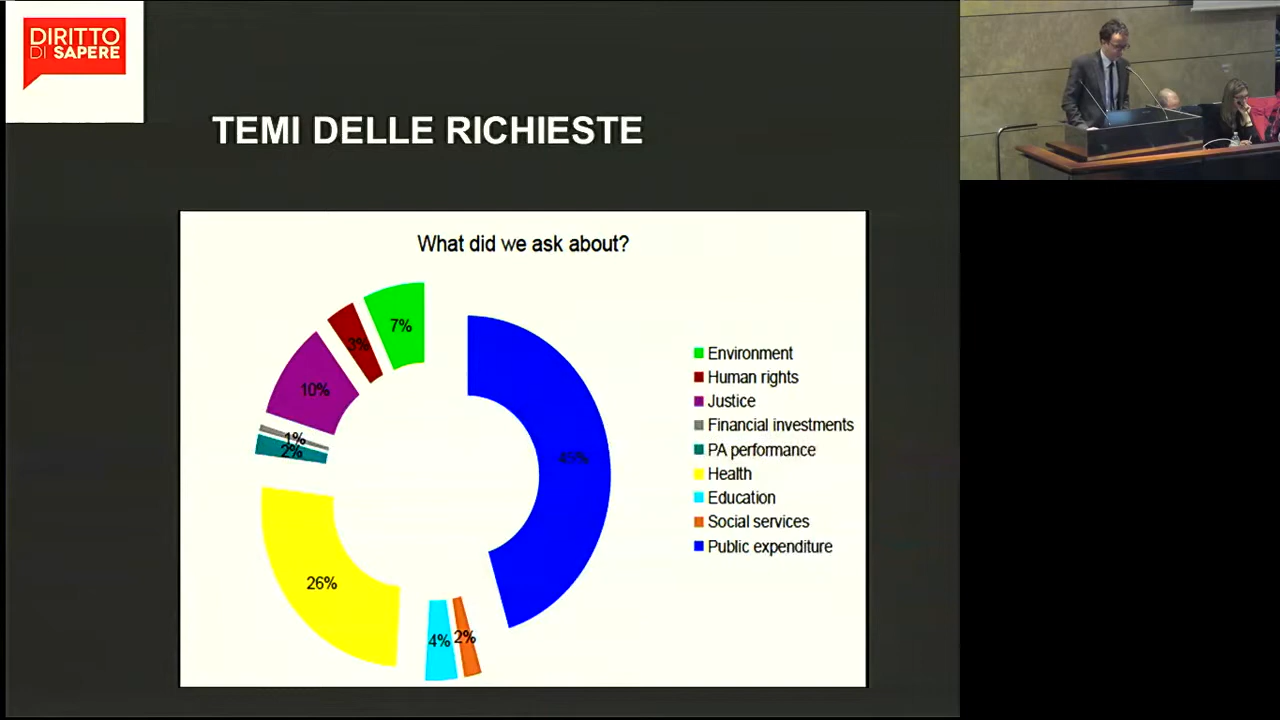 DIRITTO
DI SAPERE
TEMI DELLE RICHIESTE
What did we ask about?
7%
3%
10%
1%
2%
26%
4%
2%
Environment
Human rights
Justice
Financial investments
PA performance
Health
Education
Social services
Public expenditure